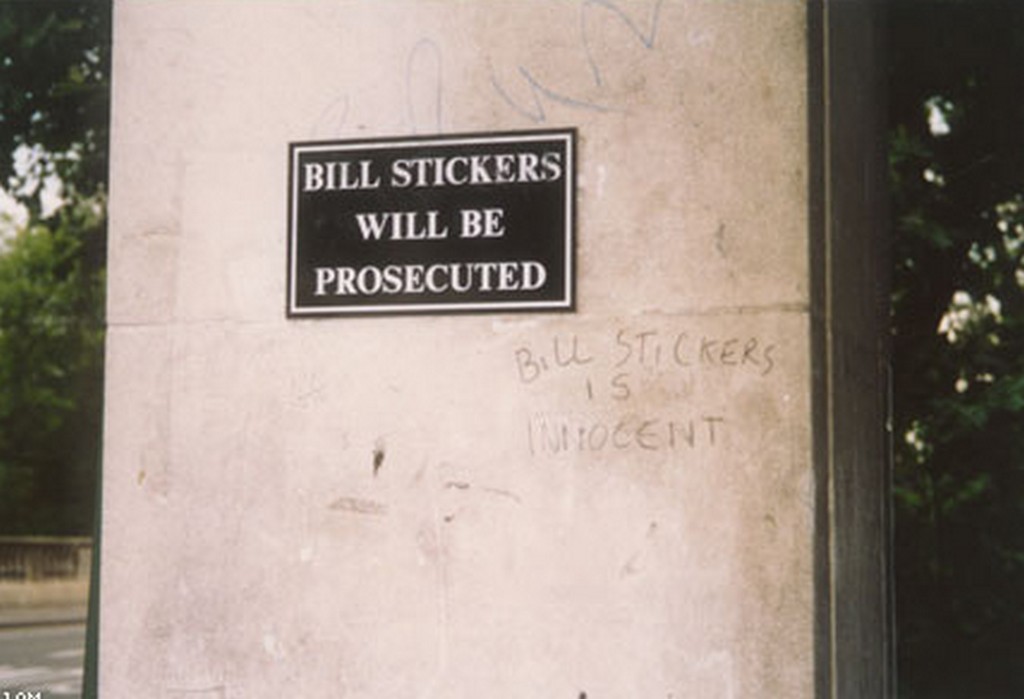 BILL STICKERS
WILL BE
PROSECUTED
BILL STICKERS
IS
INNOCENT